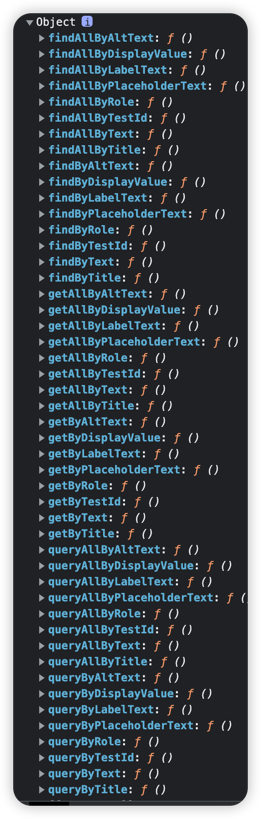 Object i
findAllByAltText: ƒ ()
findAllByDisplayValue: ƒ ()
findAllByLabelText: ƒ ()
findAllByPlaceholderText: ƒ ()
findAllByRole: ƒ ()
findAllByTestId: ƒ ()
findAllByText: ƒ ()
findAllByTitle: ƒ ()
findByAltText: ƒ ()
findByDisplayValue: ƒ ()
findByLabelText: ƒ ()
findByPlaceholderText: ƒ ()
findByRole: ƒ ()
findByTestId: ƒ ()
findByText: ƒ ()
findByTitle: ƒ ()
getAllByAltText: ƒ ()
getAllByDisplayValue: ƒ ()
getAllByLabelText: ƒ ()
getAllByPlaceholderText: ƒ ()
getAllByRole: ƒ ()
getAllByTestId: ƒ ()
getAllByText: ƒ ()
getAllByTitle: ƒ ()
getByAltText: ƒ ()
getByDisplayValue: ƒ ()
getByLabelText: ƒ ()
getByPlaceholderText: ƒ ()
getByRole: ƒ ()
getByTestId: ƒ ()
getByText: ƒ ()
getByTitle: ƒ ()
queryAllByAltText: ƒ ()
queryAllByDisplayValue: ƒ ()
queryAllByLabelText: ƒ ()
queryAllByPlaceholderText: ƒ (
queryAllByRole: ƒ ()
queryAllByTestId: ƒ ()
queryAllByText: ƒ ()
queryAllByTitle: ƒ ()
queryByAltText: ƒ ()
queryByDisplayValue: ƒ ()
queryByLabelText: ƒ ()
queryByPlaceholderText: ƒ ()
queryByRole: ƒ ()
queryByTestId: ƒ ()
queryByText: ƒ ()
queryByTitle: ƒ ()